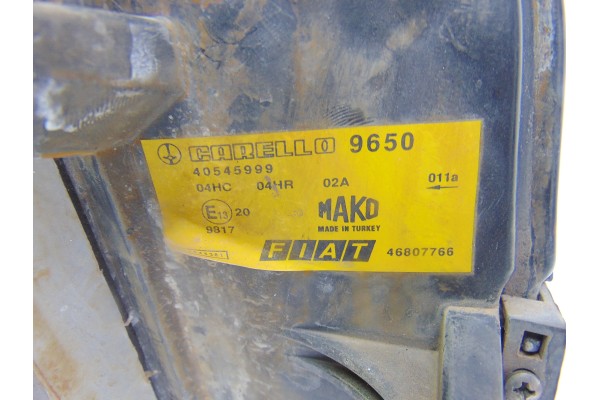 CARELLO 9650
40545999
04HC 04HR 02A 011a
E13 20 MAKO
9817 MADE IN TURKEY
FIAT 46807766